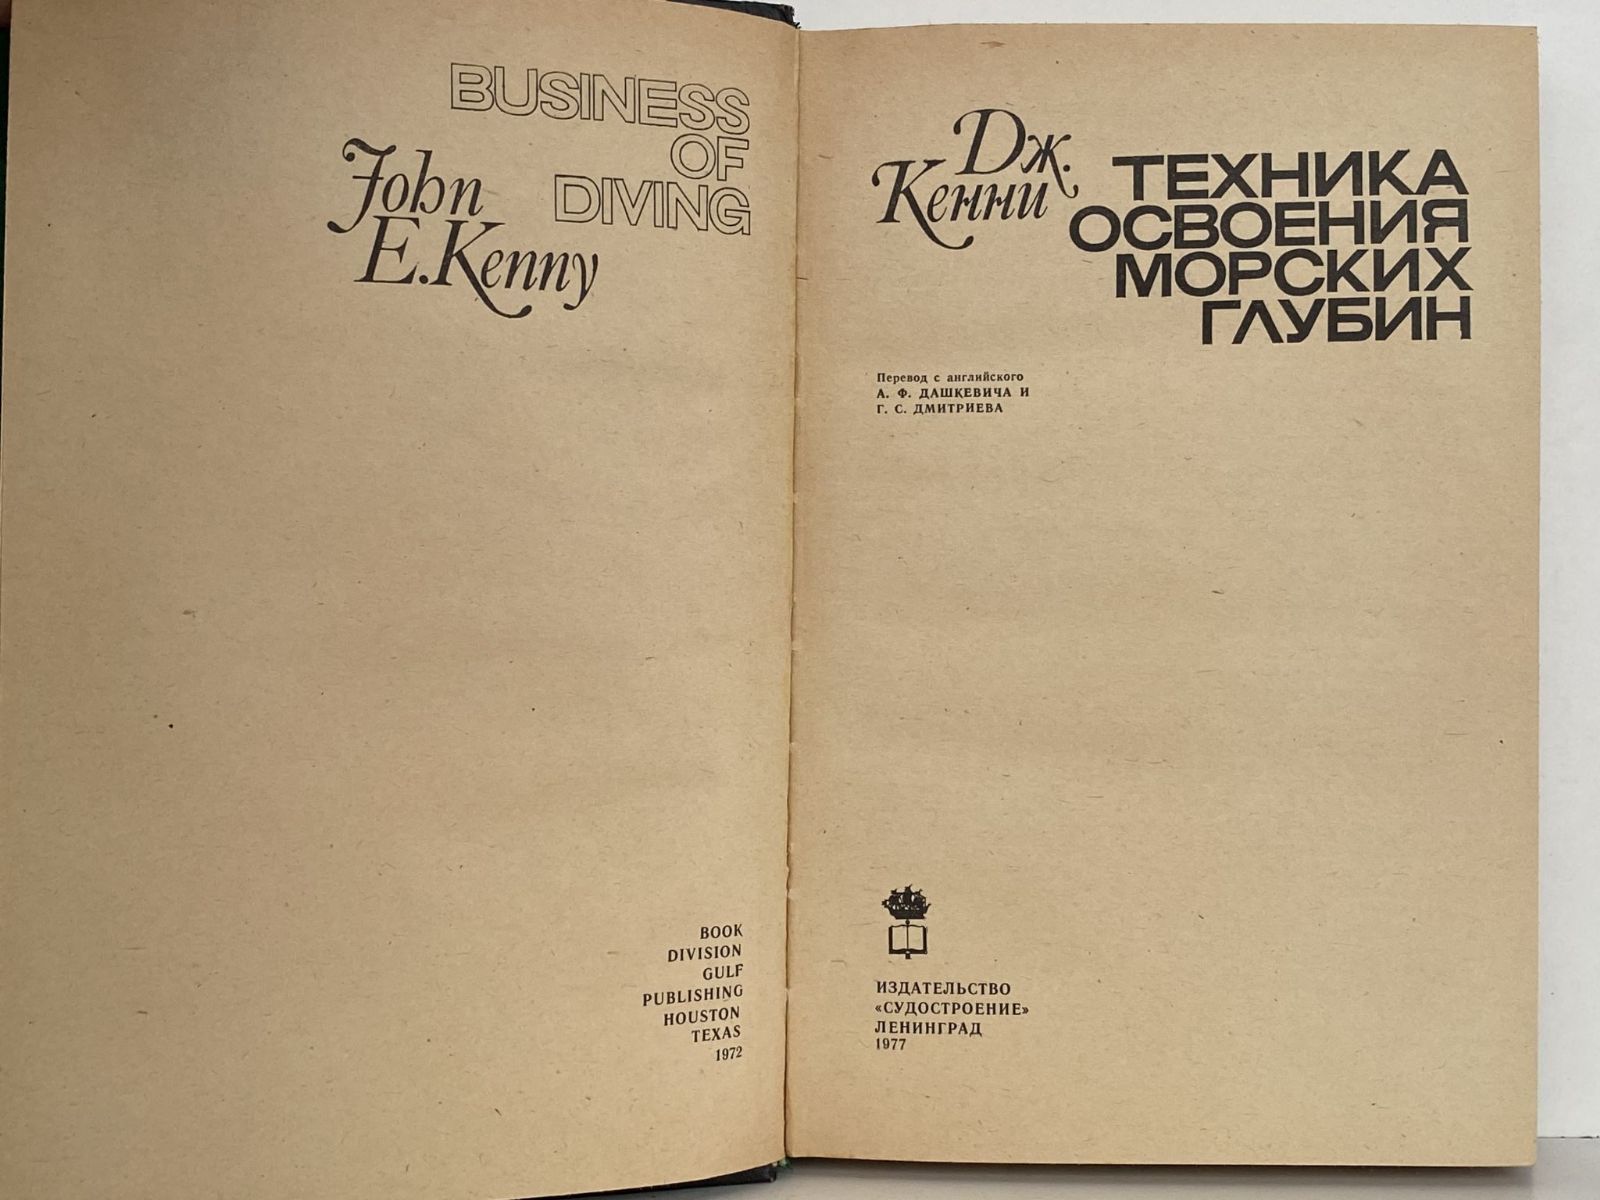 BUSINESS
OF
DIVING
John
E. Kenny
BOOK
DIVISION
GULF
PUBLISHING
HOUSTON
TEXAS
1972
Дж.
Кенни
ТЕХНИКА
ОСВОЕНИЯ
МОРСКИХ
ГЛУБИН
Перевод с английского
А. Ф. ДАШКЕВИЧА И
Г. С. ДМИТРИЕВА
ИЗДАТЕЛЬСТВО
«СУДОСТРОЕНИЕ»
ЛЕНИНГРАД
1977